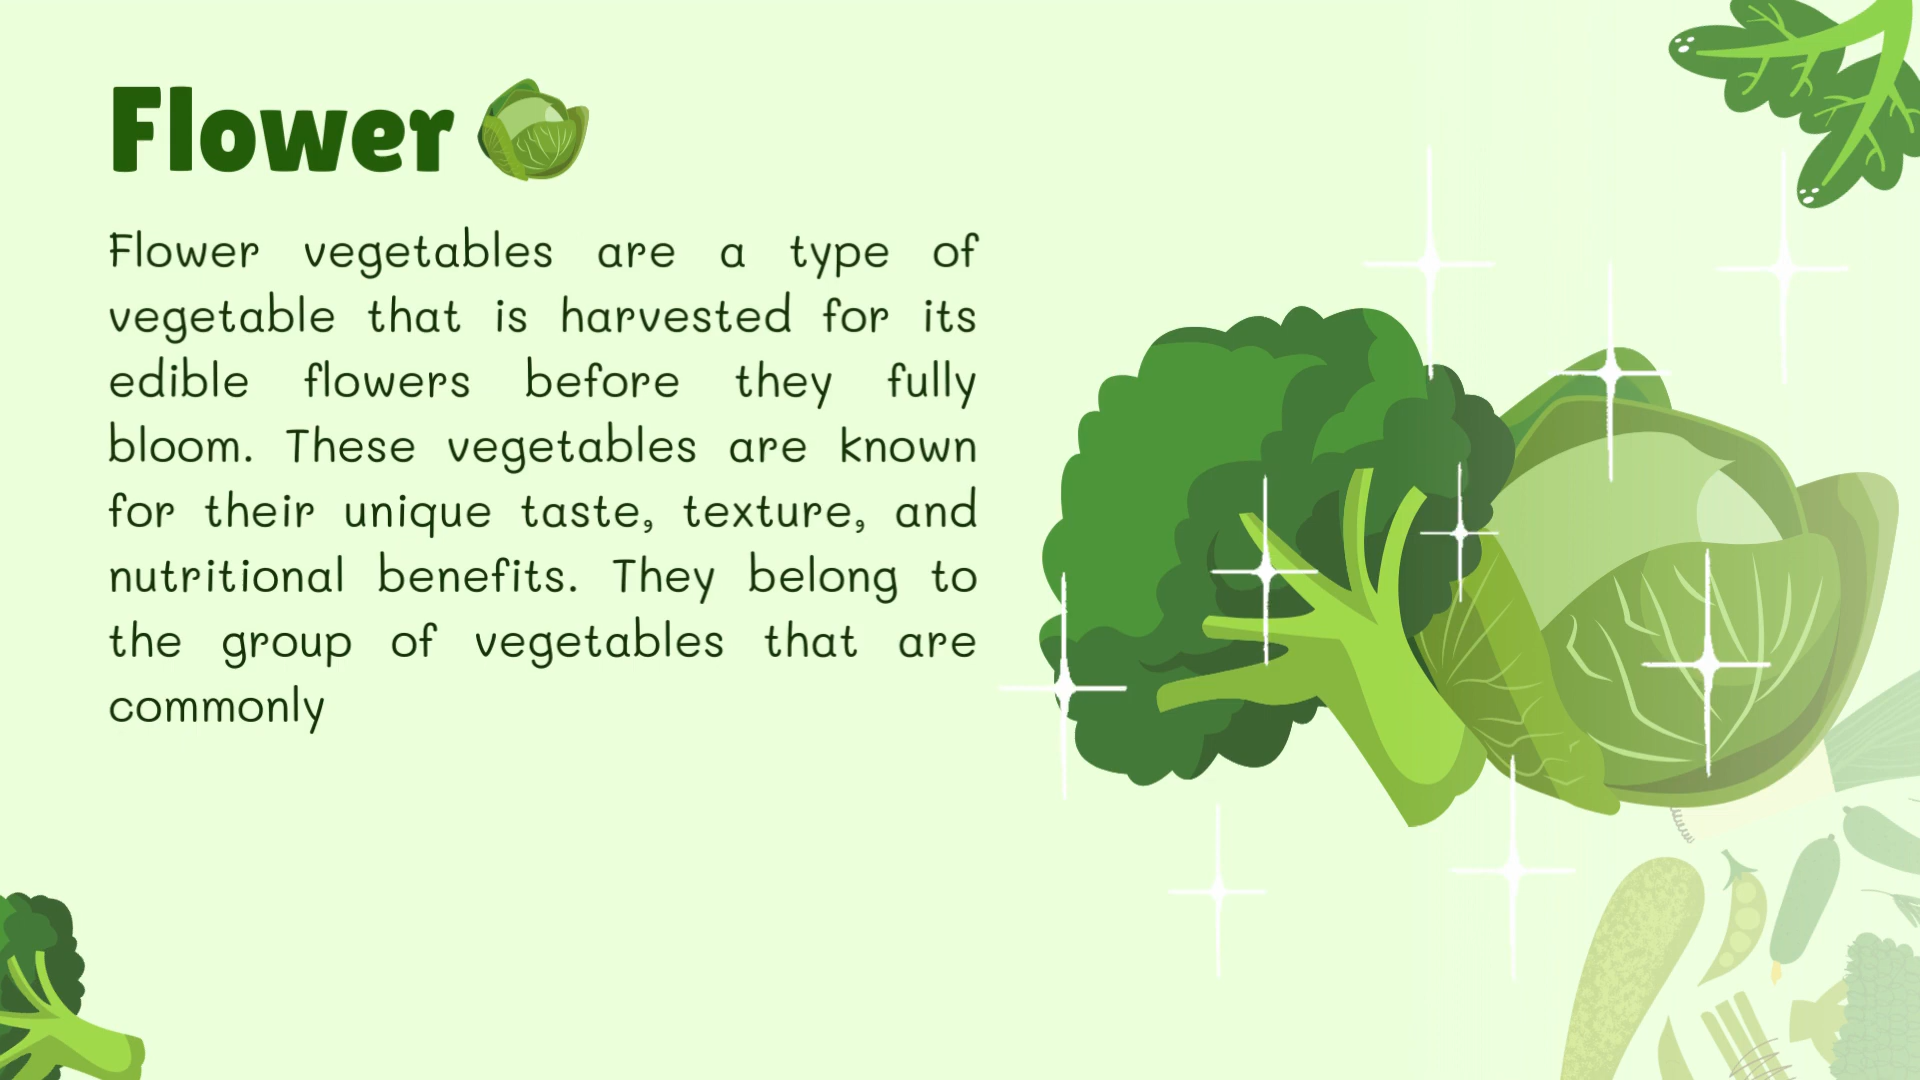 Flower
Flower vegetables are a type of
vegetable that is harvested for its
edible flowers before they fully
bloom. These vegetables are known
for their unique taste, texture, and
nutritional benefits. They belong to
the group of vegetables that are
commonly